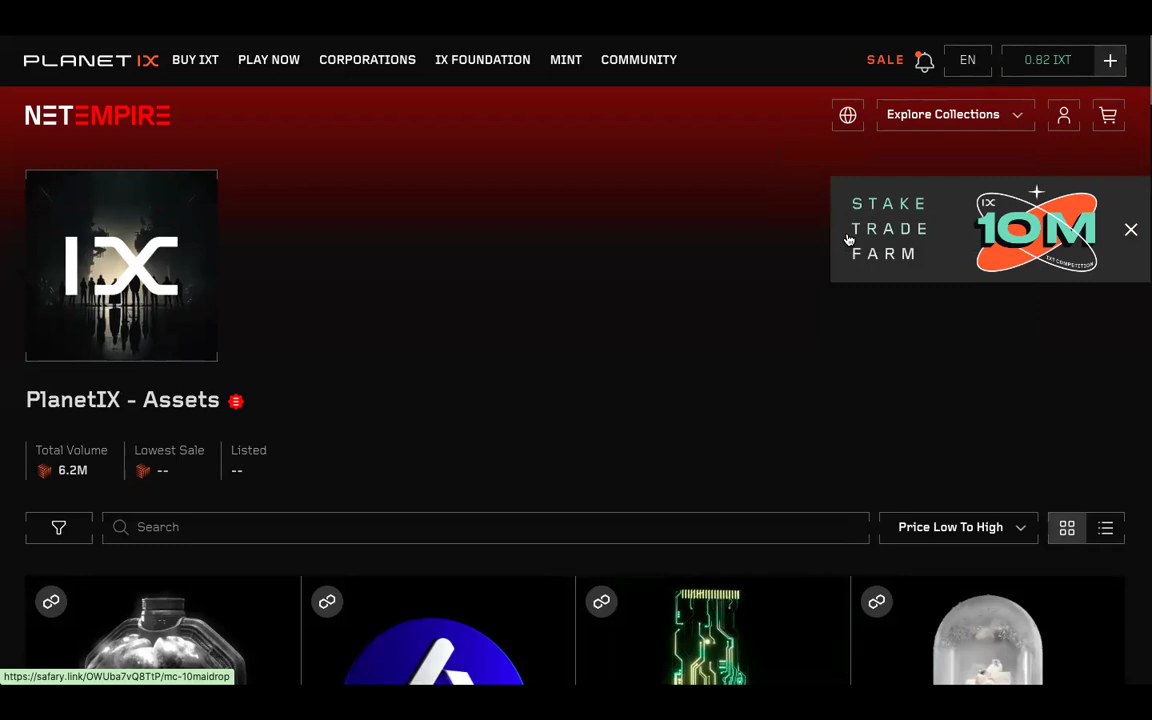 PLANET IX
BUY IXT
PLAY NOW
CORPORATIONS
IX FOUNDATION
MINT
COMMUNITY
SALE
EN
0.82 IXT
NETEMPIRE
Explore Collections
IX
STAKE
TRADE
FARM
IX
10M
IXT COMPETITION
PlanetIX - Assets
Total Volume
6.2M
Lowest Sale
--
Listed
--
Search
Price Low To High
https://safary.link/OWUba7vQ8TtP/mc-10maidrop